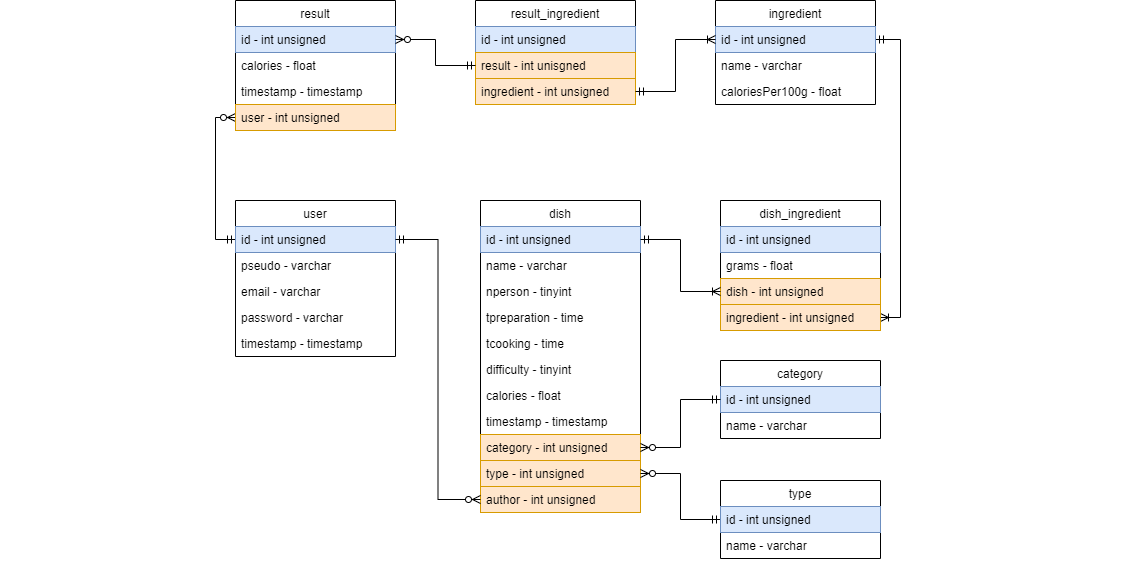 result
id - int unsigned
calories - float
timestamp - timestamp
user - int unsigned
result_ingredient
id - int unsigned
result - int unisgned
ingredient - int unsigned
ingredient
id - int unsigned
name - varchar
caloriesPer100g - float
user
id - int unsigned
pseudo - varchar
email - varchar
password - varchar
timestamp - timestamp
dish
id - int unsigned
name - varchar
nperson - tinyint
tpreparation - time
tcooking - time
difficulty - tinyint
calories - float
timestamp - timestamp
category - int unsigned
type - int unsigned
author - int unsigned
dish_ingredient
id - int unsigned
grams - float
dish - int unsigned
ingredient - int unsigned
category
id - int unsigned
name - varchar
type
id - int unsigned
name - varchar